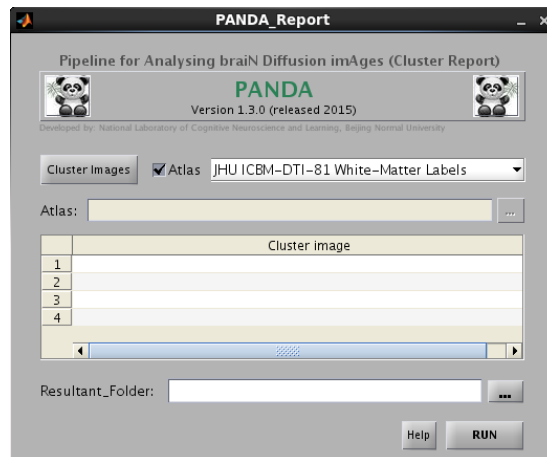 PANDA_Report
Pipeline for Analysing braiN Diffusion imAges (Cluster Report)
PANDA
Version 1.3.0 (released 2015)
Developed by: National Laboratory of Cognitive Neuroscience and Learning, Beijing Normal University
Cluster Images Atlas JHU ICBM-DTI-81 White-Matter Labels
Atlas: ...
Cluster image
1
2
3
4
Resultant_Folder: ...
Help RUN